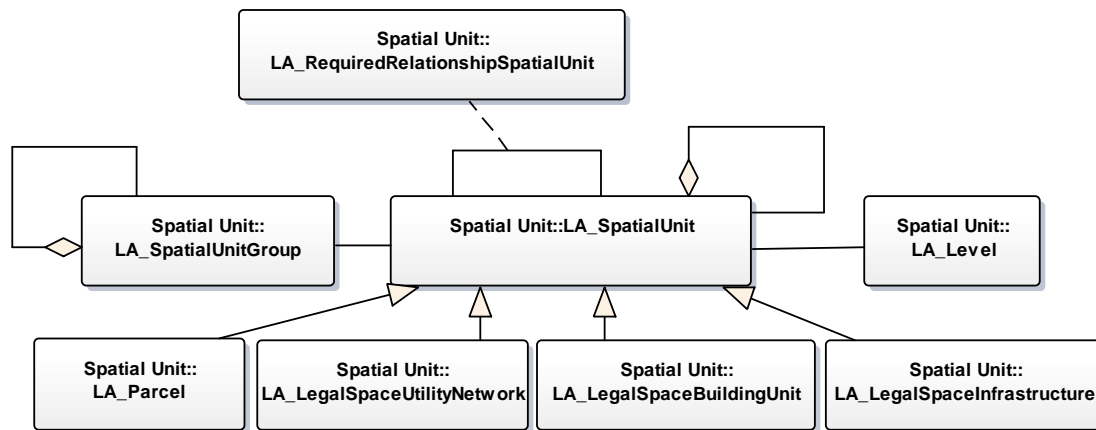 Spatial Unit::
LA_RequiredRelationshipSpatialUnit
Spatial Unit::
LA_SpatialUnitGroup
Spatial Unit::LA_SpatialUnit
Spatial Unit::
LA_Level
Spatial Unit::
LA_Parcel
Spatial Unit::
LA_LegalSpaceUtilityNetwork
Spatial Unit::
LA_LegalSpaceBuildingUnit
Spatial Unit::
LA_LegalSpaceInfrastructure